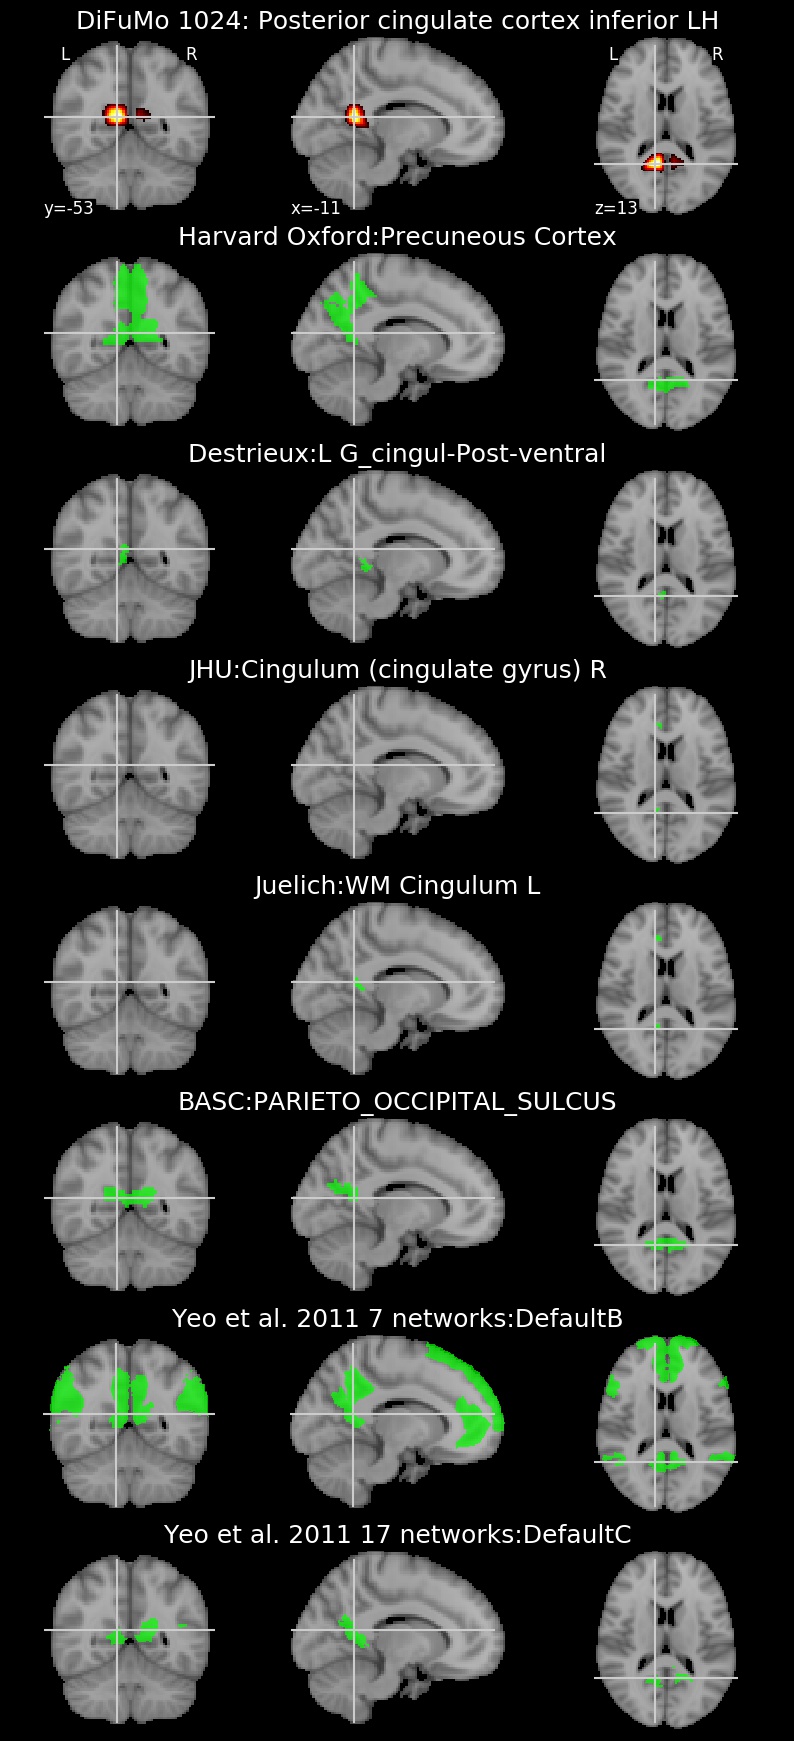 DiFuMo 1024: Posterior cingulate cortex inferior LH
L R L R
y=-53 x=-11 z=13
Harvard Oxford:Precuneous Cortex
Destrieux:L G_cingul-Post-ventral
JHU:Cingulum (cingulate gyrus) R
Juelich:WM Cingulum L
BASC:PARIETO_OCCIPITAL_SULCUS
Yeo et al. 2011 7 networks:DefaultB
Yeo et al. 2011 17 networks:DefaultC